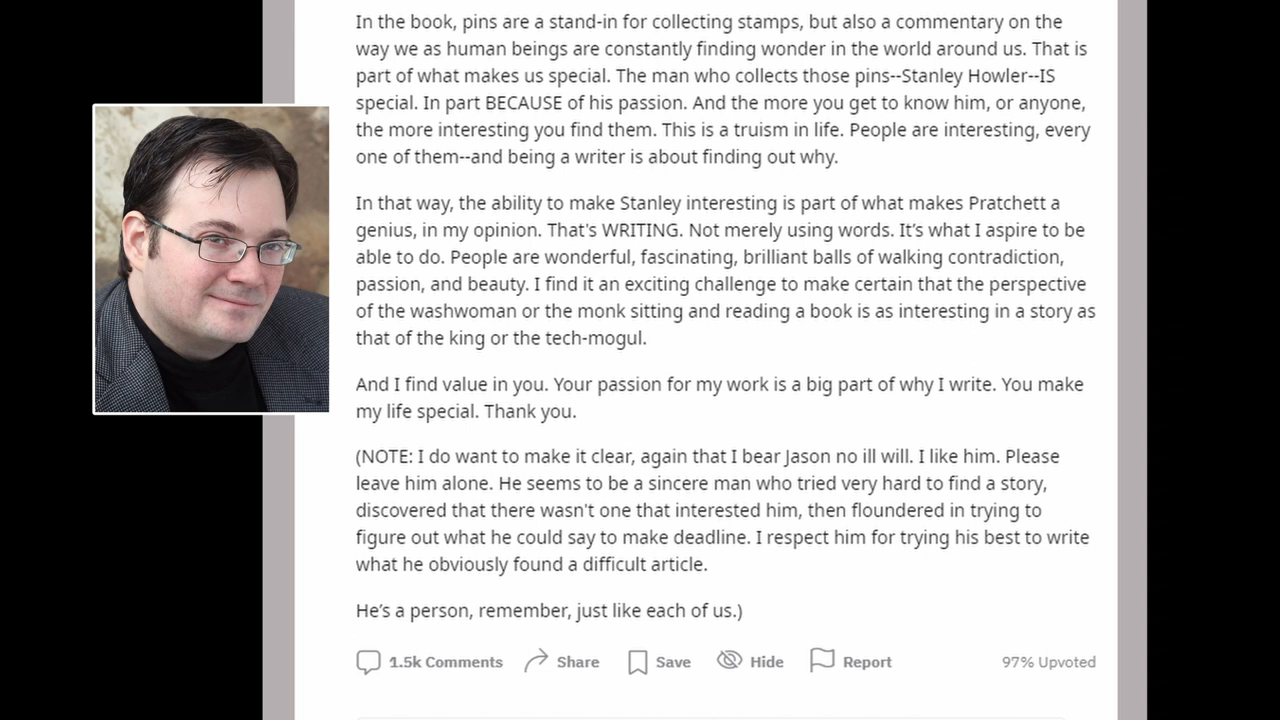 In the book, pins are a stand-in for collecting stamps, but also a commentary on the
way we as human beings are constantly finding wonder in the world around us. That is
part of what makes us special. The man who collects those pins--Stanley Howler--IS
special. In part BECAUSE of his passion. And the more you get to know him, or anyone,
the more interesting you find them. This is a truism in life. People are interesting, every
one of them--and being a writer is about finding out why.
In that way, the ability to make Stanley interesting is part of what makes Pratchett a
genius, in my opinion. That's WRITING. Not merely using words. It’s what I aspire to be
able to do. People are wonderful, fascinating, brilliant balls of walking contradiction,
passion, and beauty. I find it an exciting challenge to make certain that the perspective
of the washwoman or the monk sitting and reading a book is as interesting in a story as
that of the king or the tech-mogul.
And I find value in you. Your passion for my work is a big part of why I write. You make
my life special. Thank you.
(NOTE: I do want to make it clear, again that I bear Jason no ill will. I like him. Please
leave him alone. He seems to be a sincere man who tried very hard to find a story,
discovered that there wasn't one that interested him, then floundered in trying to
figure out what he could say to make deadline. I respect him for trying his best to write
what he obviously found a difficult article.
He’s a person, remember, just like each of us.)
1.5k Comments Share Save Hide Report 97% Upvoted